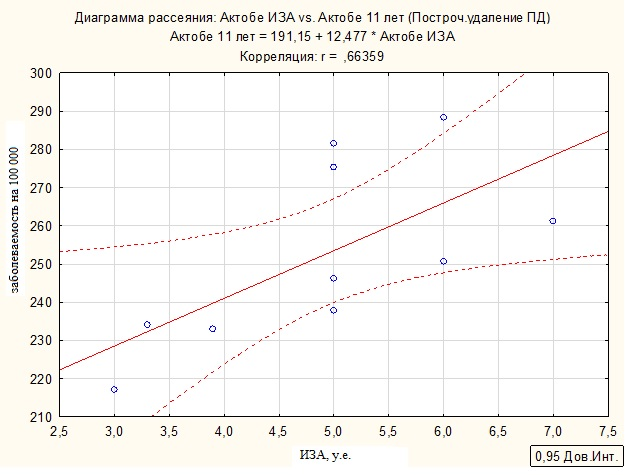 Диаграмма рассеяния: Актобе ИЗА vs. Актобе 11 лет (Построч.удаление ПД)
Актобе 11 лет = 191,15 + 12,477 * Актобе ИЗА
Корреляция: r = ,66359
300
290
280
270
260
250
240
230
220
210
заболеваемость на 100 000
2,5 3,0 3,5 4,0 4,5 5,0 5,5 6,0 6,5 7,0 7,5
ИЗА, у.е.
0,95 Дов.Инт.